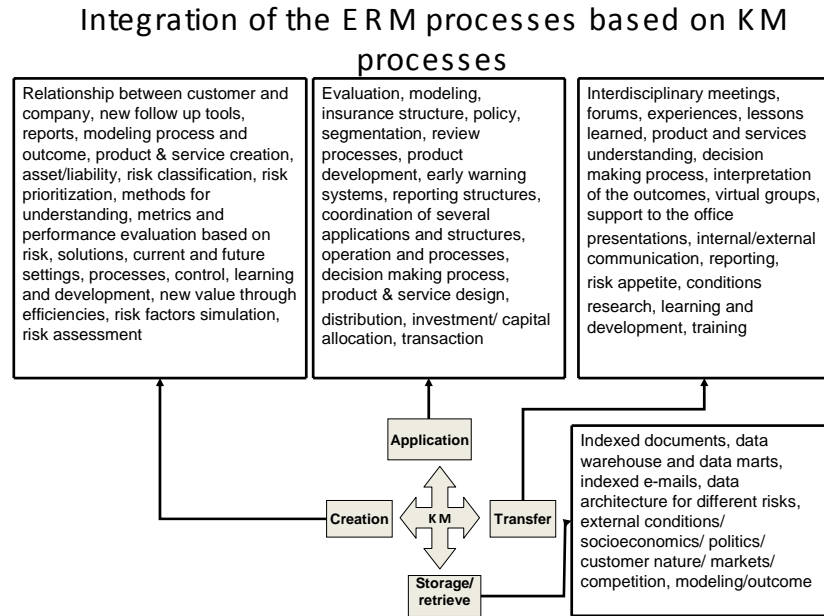 Integration of the ERM processes based on KM
processes
Relationship between customer and
company, new follow up tools,
reports, modeling process and
outcome, product & service creation,
asset/liability, risk classification, risk
prioritization, methods for
understanding, metrics and
performance evaluation based on
risk, solutions, current and future
settings, processes, control, learning
and development, new value through
efficiencies, risk factors simulation,
risk assessment
Evaluation, modeling,
insurance structure, policy,
segmentation, review
processes, product
development, early warning
systems, reporting structures,
coordination of several
applications and structures,
operation and processes,
decision making process,
product & service design,
distribution, investment/ capital
allocation, transaction
Interdisciplinary meetings,
forums, experiences, lessons
learned, product and services
understanding, decision
making process, interpretation
of the outcomes, virtual groups,
support to the office
presentations, internal/external
communication, reporting,
risk appetite, conditions
research, learning and
development, training
Application
Creation
KM
Transfer
Storage/
retrieve
Indexed documents, data
warehouse and data marts,
indexed e-mails, data
architecture for different risks,
external conditions/
socioeconomics/ politics/
customer nature/ markets/
competition, modeling/outcome